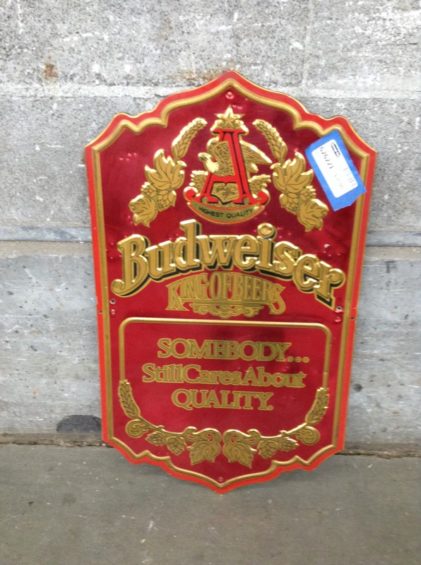 A
HIGHEST QUALITY
Budweiser
KING OF BEERS
SOMEBODY...
Still Cares About
QUALITY.